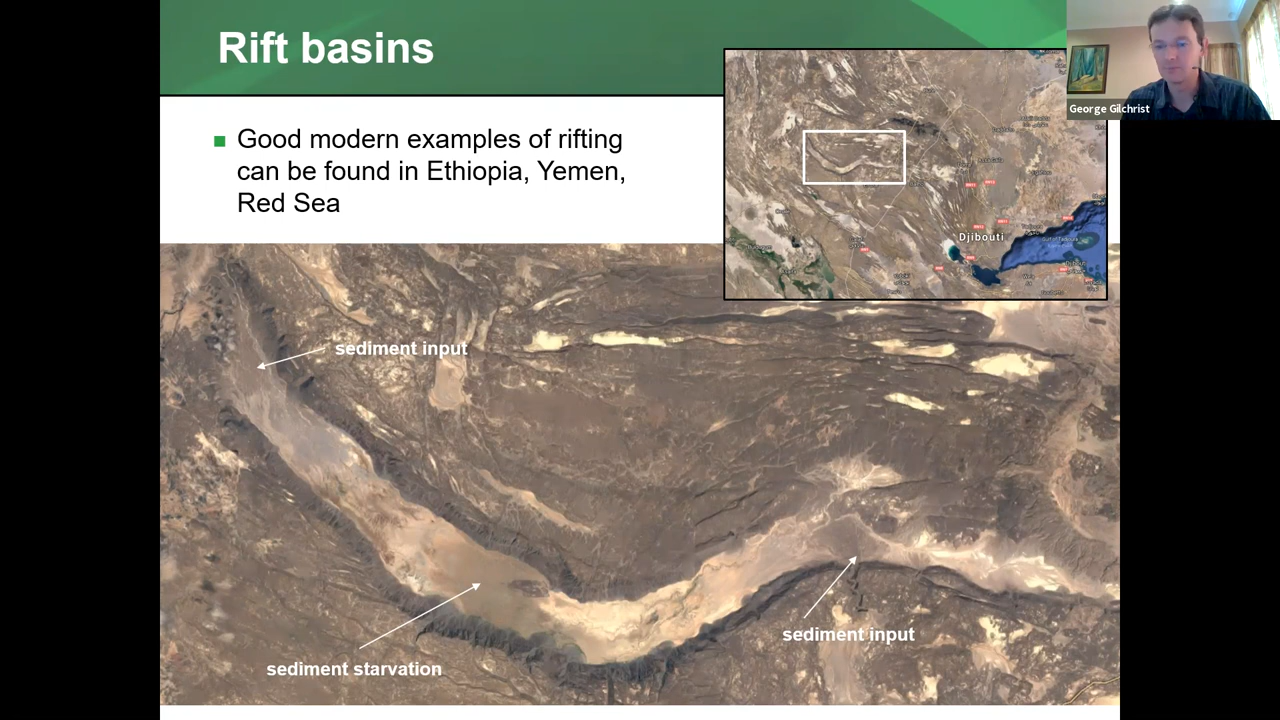 Rift basins
George Gilchrist
Good modern examples of rifting
can be found in Ethiopia, Yemen,
Red Sea
Djibouti
sediment input
sediment input
sediment starvation